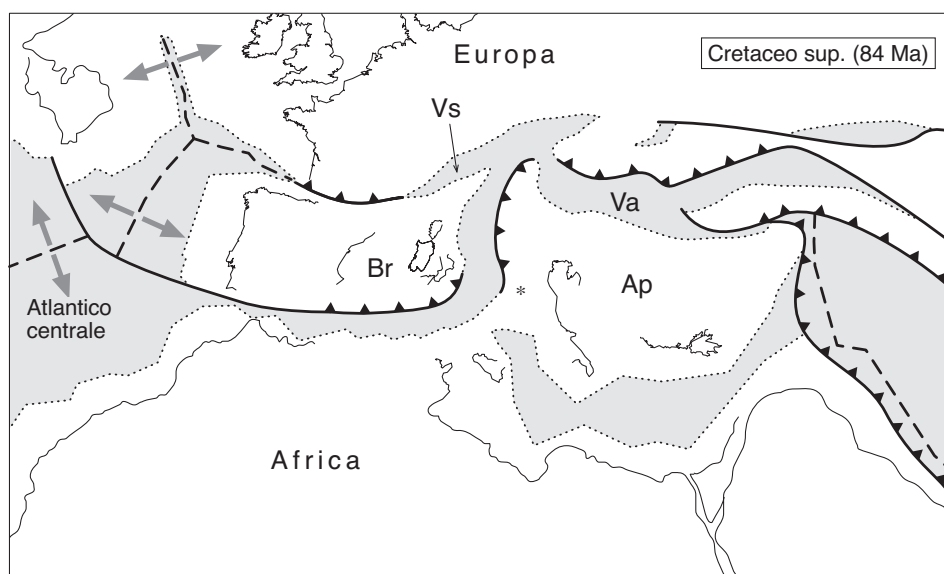 Europa
Cretaceo sup. (84 Ma)
Vs
Va
Br
Ap
*
Atlantico
centrale
Africa